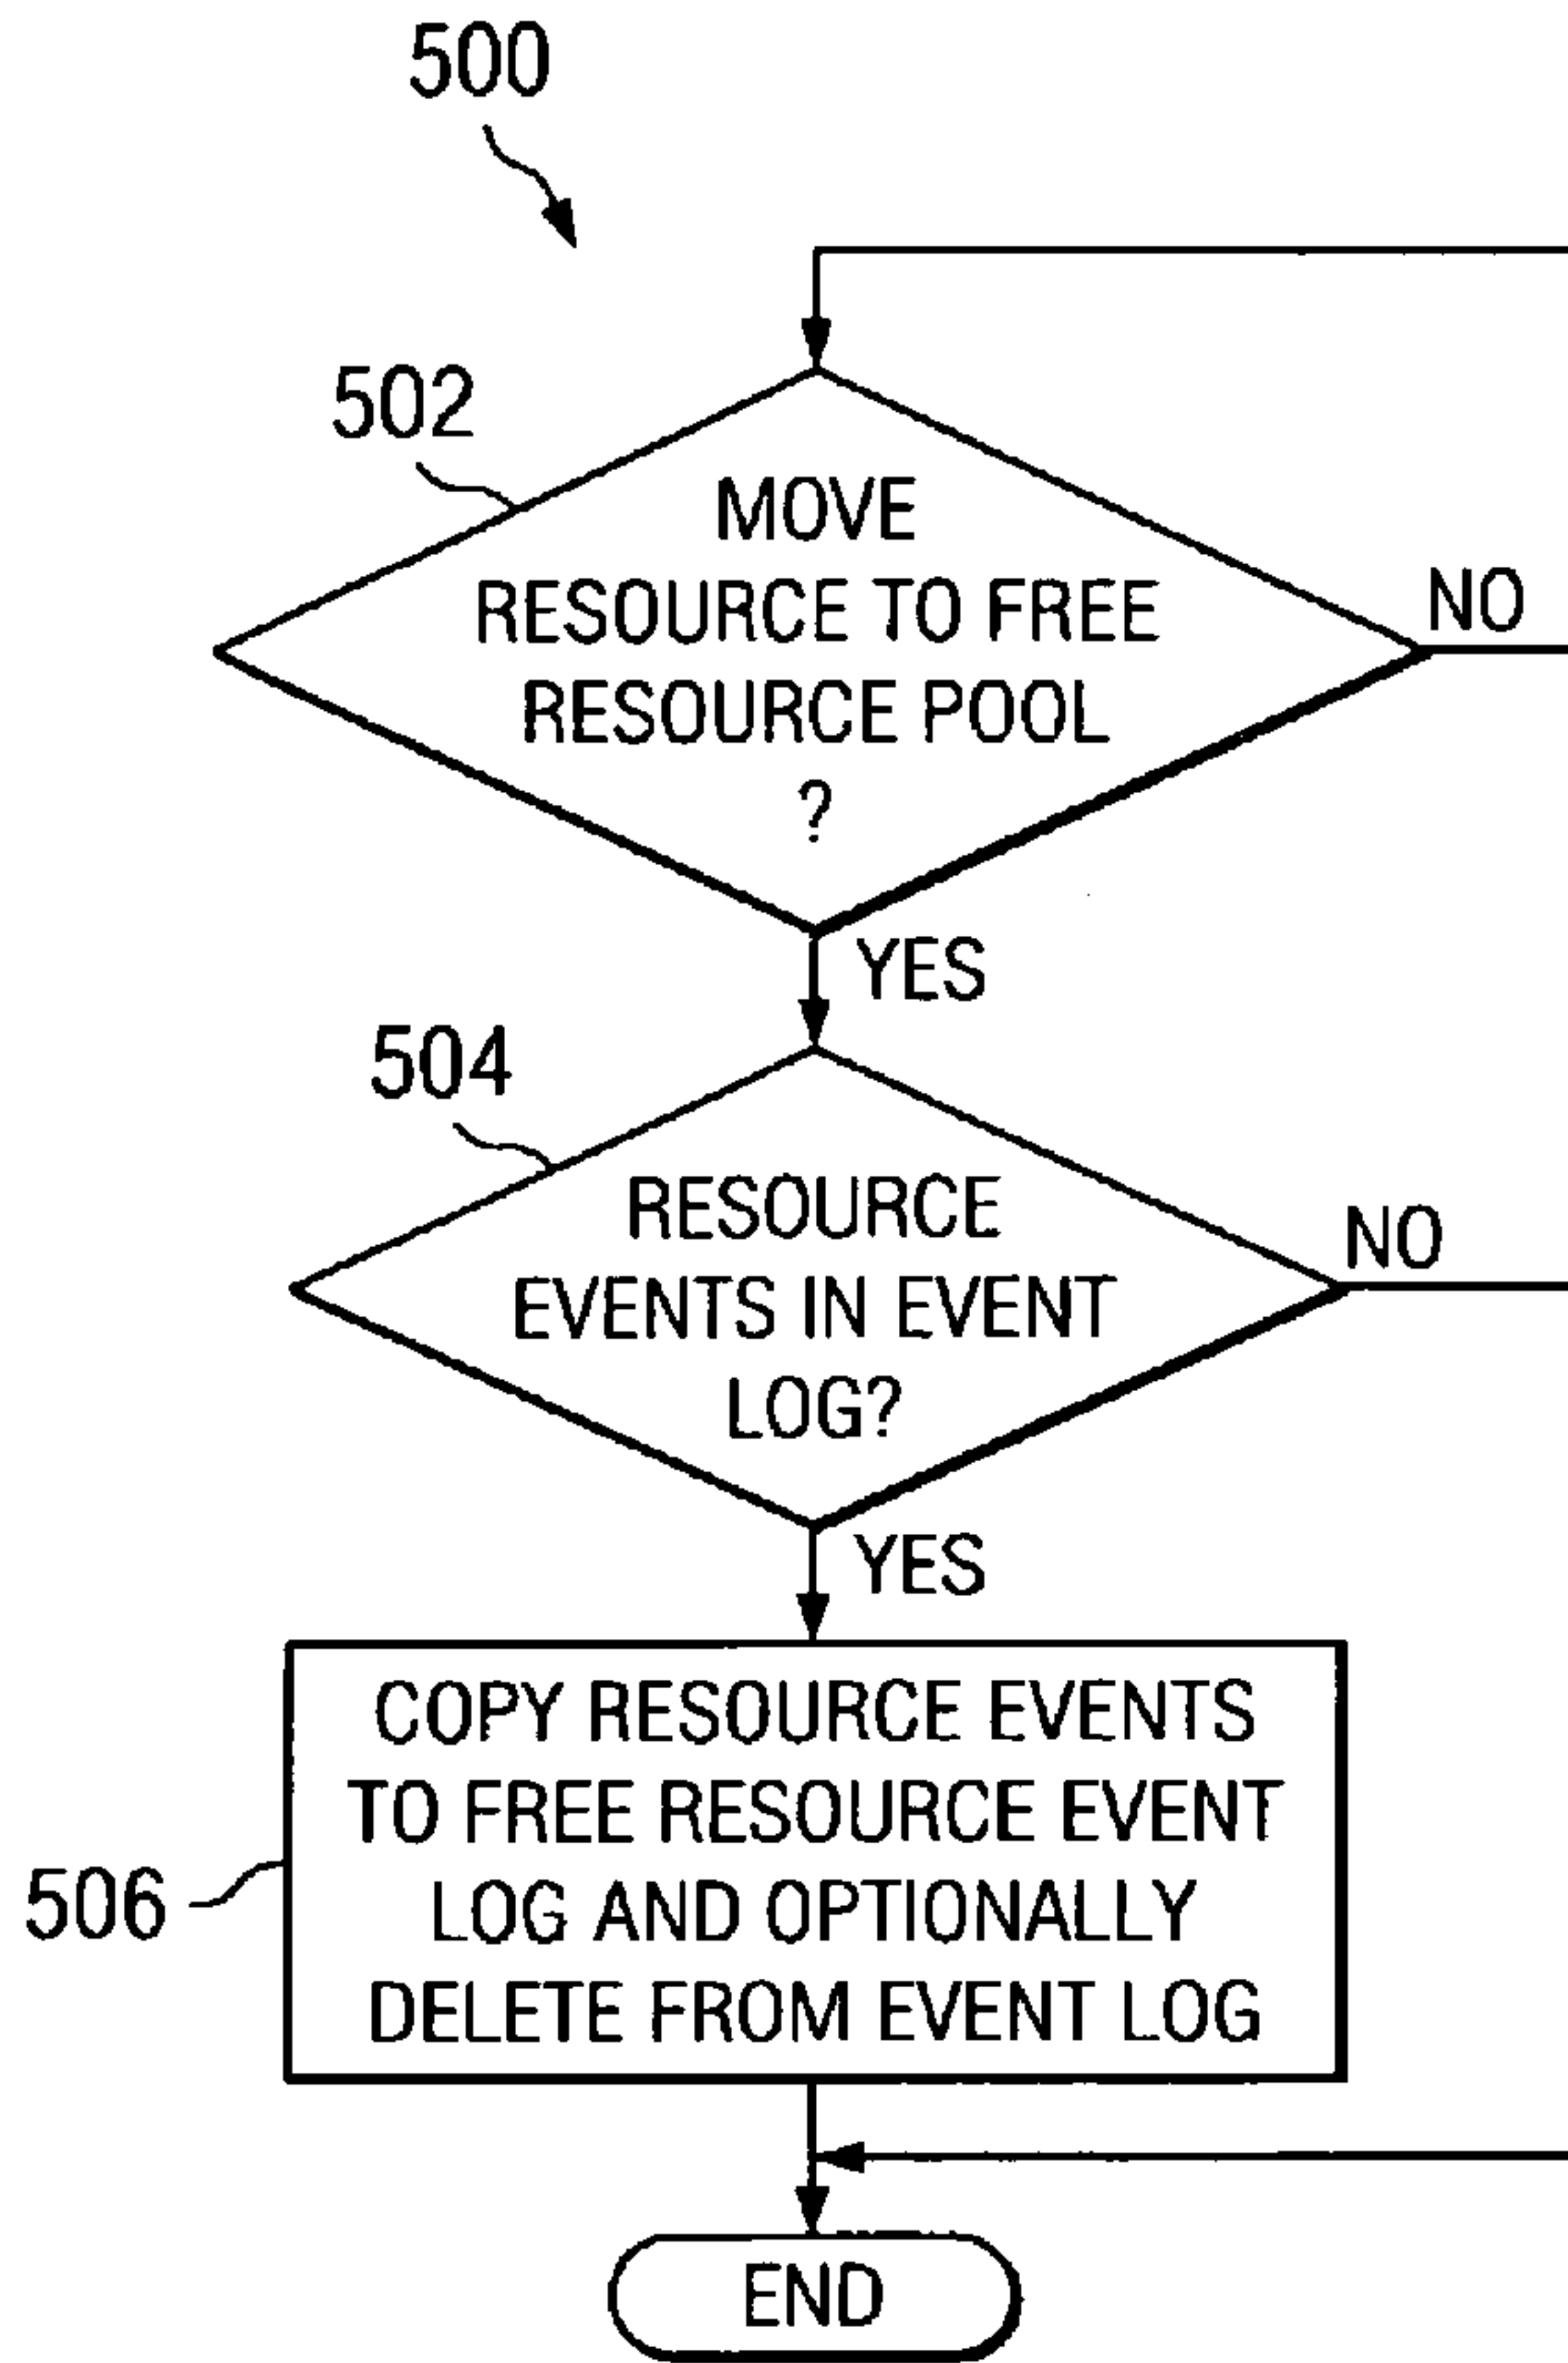 500
502
MOVE
RESOURCE TO FREE
RESOURCE POOL
?
NO
YES
504
RESOURCE
EVENTS IN EVENT
LOG?
NO
YES
506
COPY RESOURCE EVENTS
TO FREE RESOURCE EVENT
LOG AND OPTIONALLY
DELETE FROM EVENT LOG
END